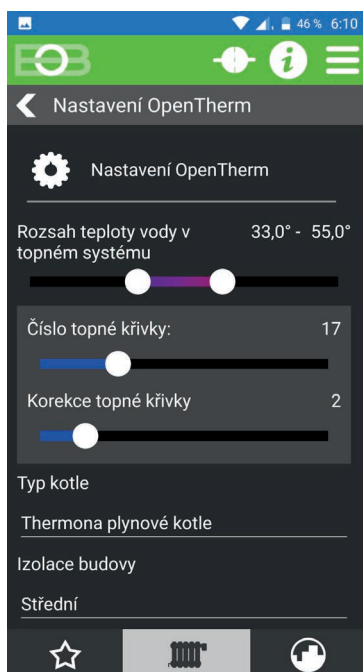 46 % 6:10
EOB
Nastavení OpenTherm
Nastavení OpenTherm
Rozsah teploty vody v 33,0° - 55,0°
topném systému
Číslo topné křivky: 17
Korekce topné křivky 2
Typ kotle
Thermona plynové kotle
Izolace budovy
Střední